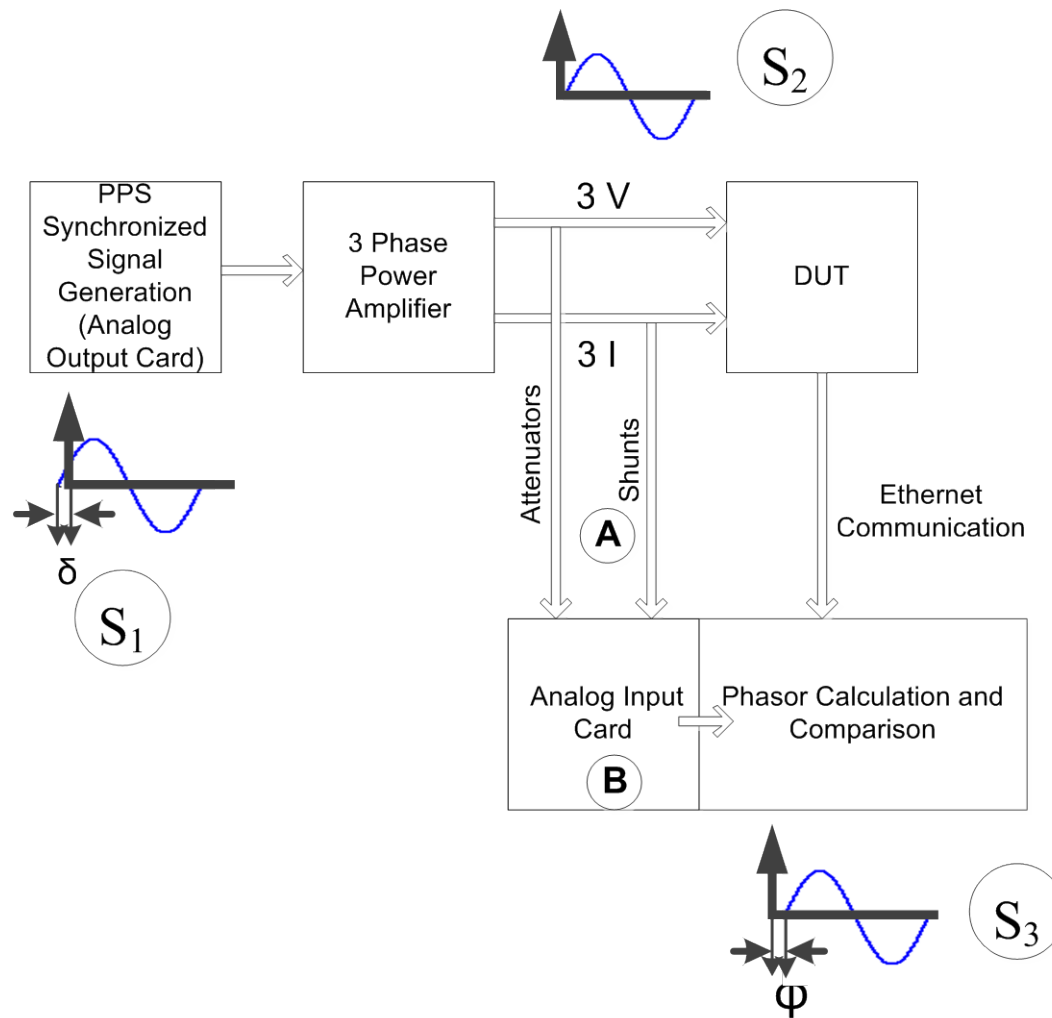 S₂
PPS
Synchronized
Signal
Generation
(Analog
Output Card)
3 Phase
Power
Amplifier
3 V
3 I
DUT
δ
S₁
Attenuators
Shunts
A
Ethernet
Communication
Analog Input
Card
B
Phasor Calculation and
Comparison
S₃
φ